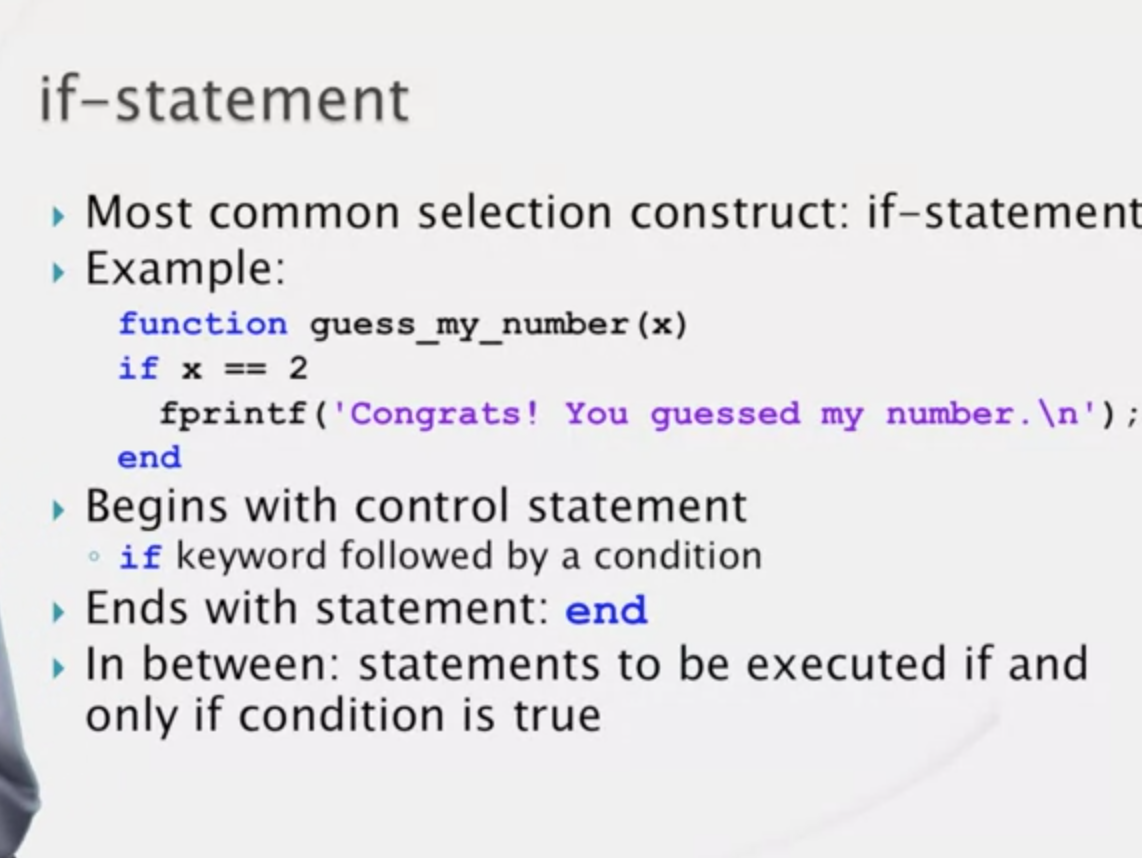 if-statement
Most common selection construct: if-statement
Example:
function guess_my_number(x)
if x == 2
fprintf('Congrats! You guessed my number.\n');
end
Begins with control statement
if keyword followed by a condition
Ends with statement: end
In between: statements to be executed if and
only if condition is true